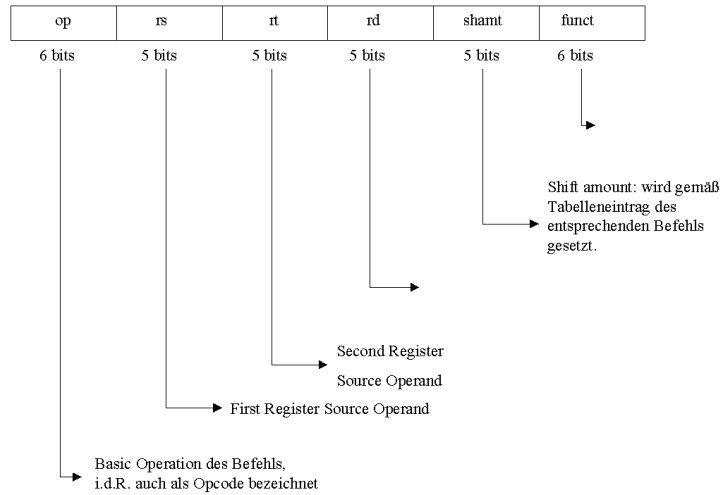 op rs rt rd shamt funct
6 bits 5 bits 5 bits 5 bits 5 bits 6 bits
Shift amount: wird gemäß
Tabelleneintrag des
entsprechenden Befehls
gesetzt.
Second Register
Source Operand
First Register Source Operand
Basic Operation des Befehls,
i.d.R. auch als Opcode bezeichnet